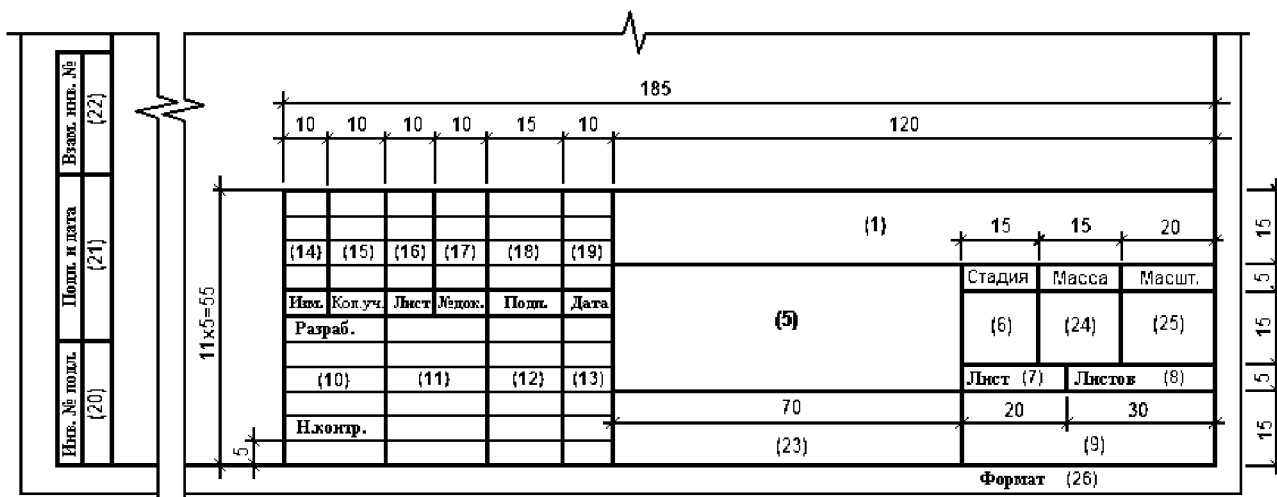 185
10 10 10 10 15 10 120
(1)
15 15 20
(14) (15) (16) (17) (18) (19)
Стадия Масса Масшт.
Изм. Кол.уч. Лист №док. Подп. Дата
Разраб.
(5)
(6) (24) (25)
(10) (11) (12) (13)
Лист (7) Листов (8)
70 20 30
Н.контр.
(23) (9)
Формат (26)
11x5=55
5
15
5
15
5
15
Взам. инв. №
(22)
Подп. и дата
(21)
Инв. № подл.
(20)